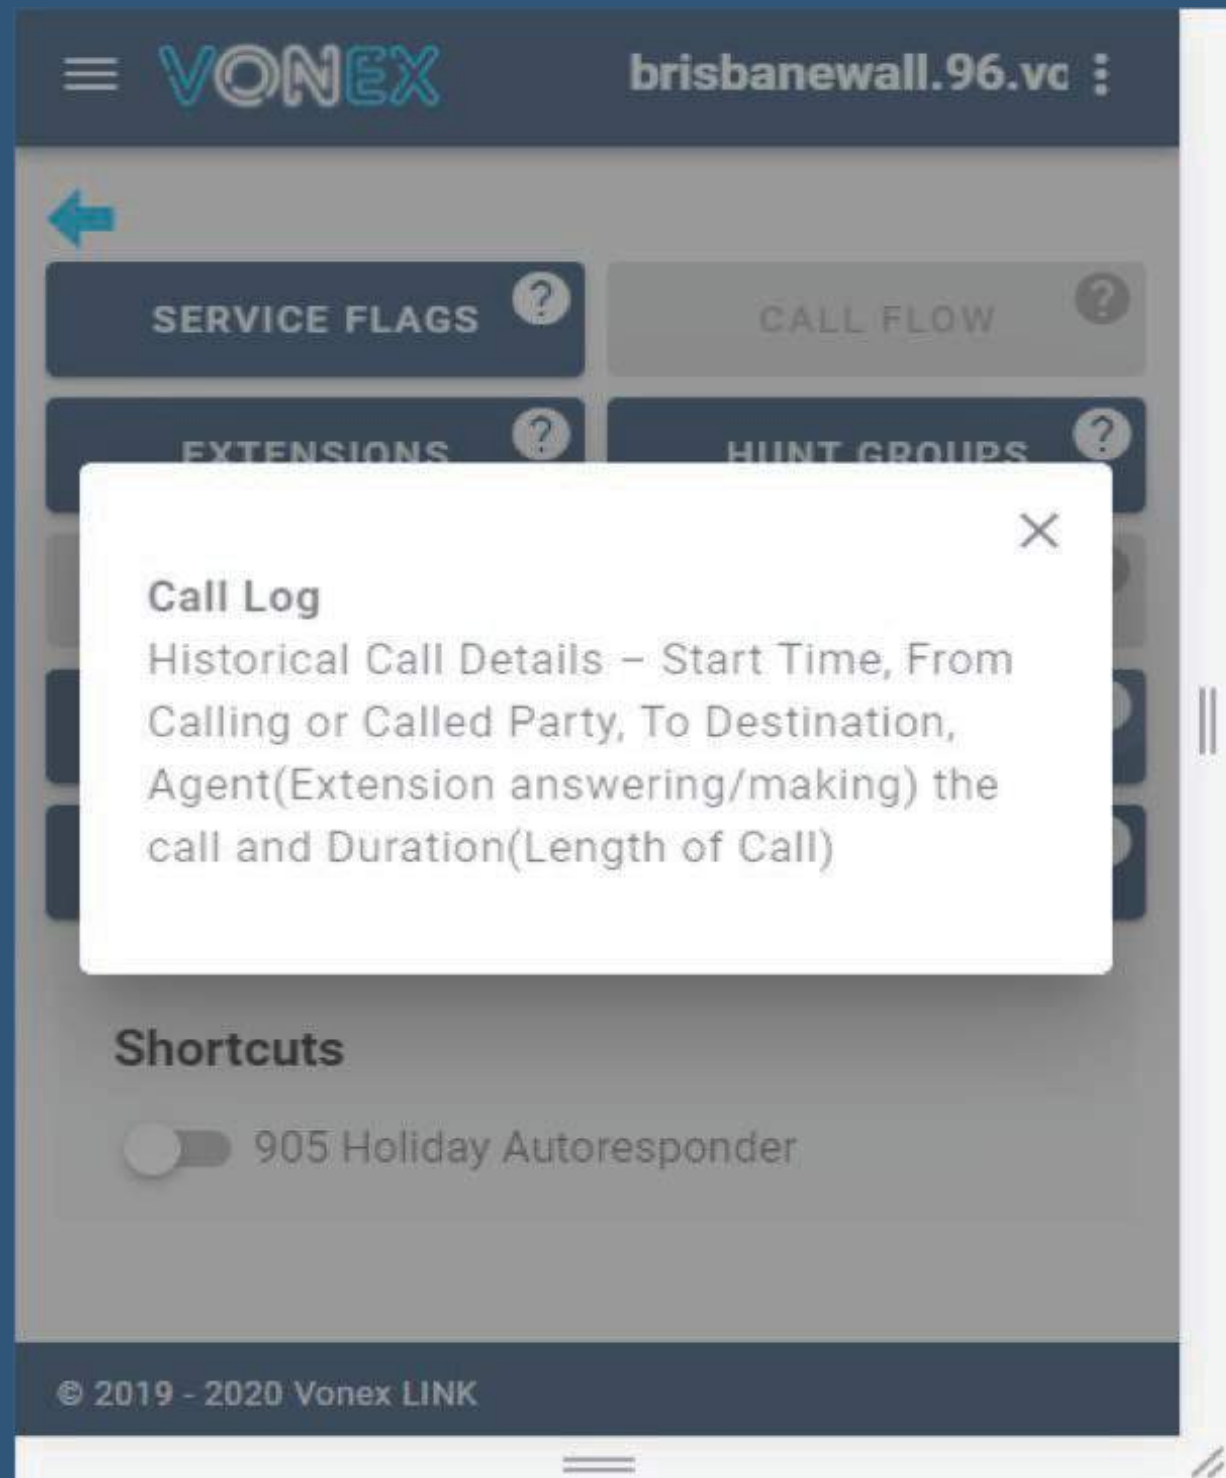 VONEX
brisbanewall.96.vc
SERVICE FLAGS ?
CALL FLOW ?
EXTENSIONS ?
HUNT GROUPS ?
Call Log
Historical Call Details – Start Time, From
Calling or Called Party, To Destination,
Agent(Extension answering/making) the
call and Duration(Length of Call)
Shortcuts
905 Holiday Autoresponder
© 2019 - 2020 Vonex LINK